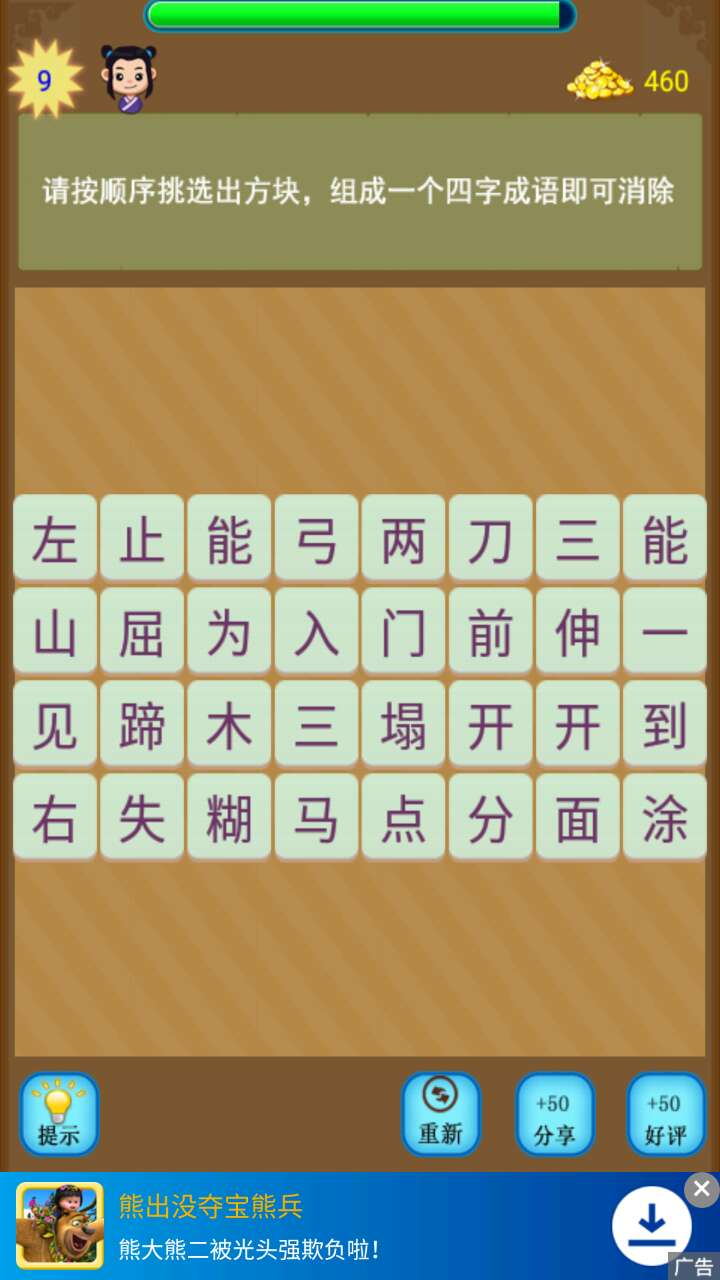 9
460
请按顺序挑选出方块，组成一个四字成语即可消除
左止能弓两刀三能
山屈为入门前伸一
见蹄木三塌开开到
右失糊马点分面涂
提示
重新
+50
分享
+50
好评
熊出没夺宝熊兵
熊大熊二被光头强欺负啦！
广告